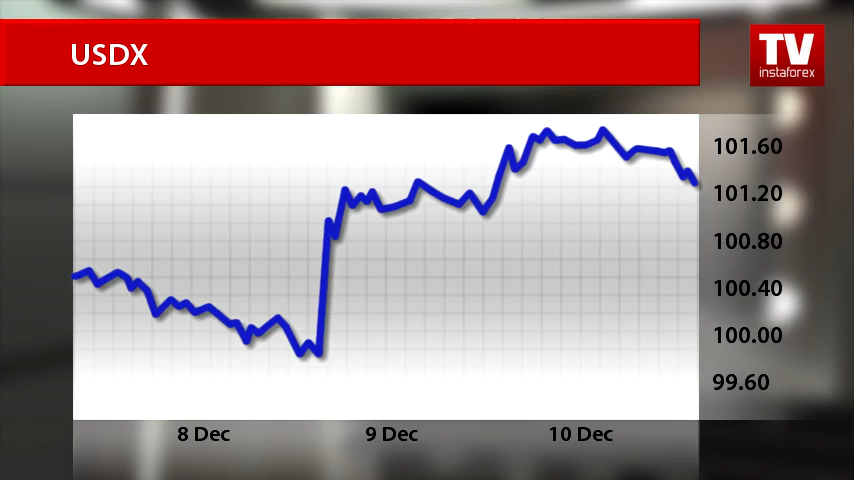 USDX
TV
instaforex
101.60
101.20
100.80
100.40
100.00
99.60
8 Dec
9 Dec
10 Dec